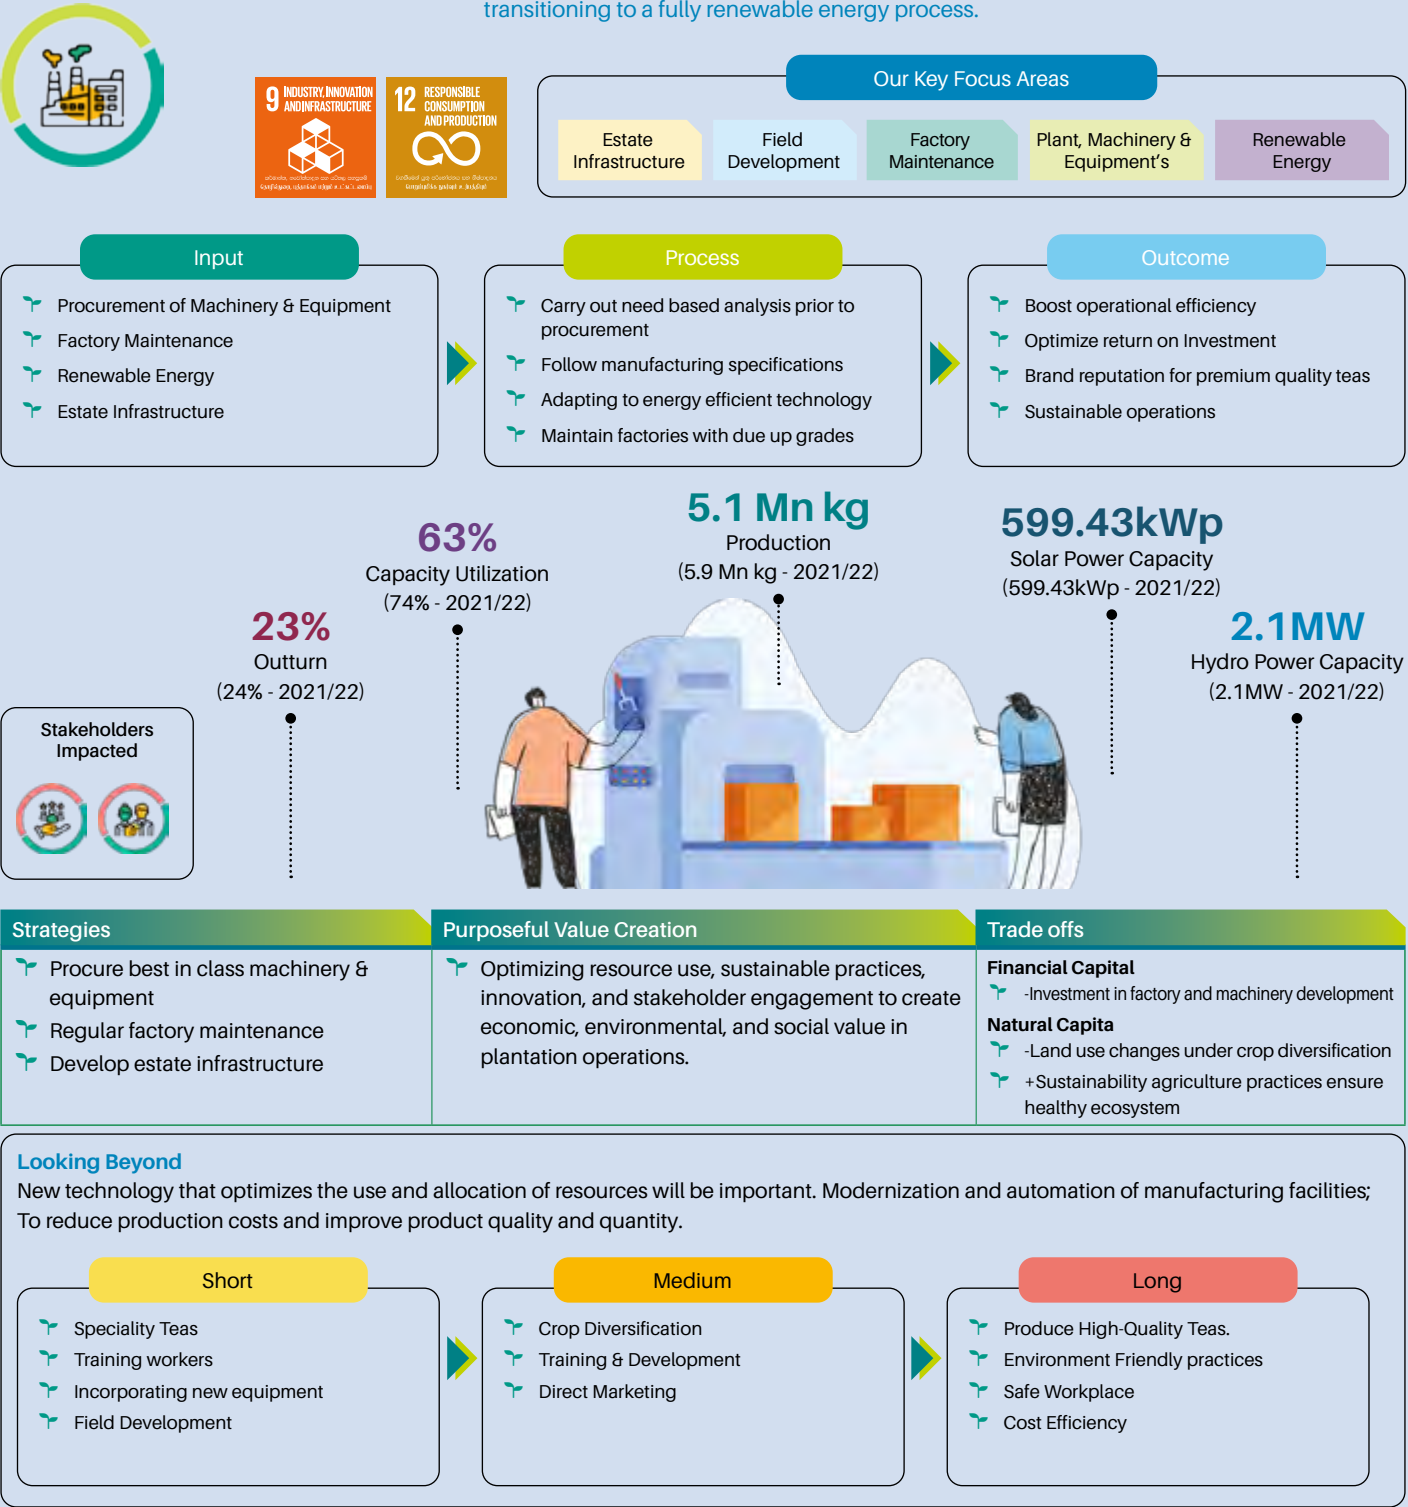 transitioning to a fully renewable energy process.
9 INDUSTRY, INNOVATION
AND INFRASTRUCTURE
12 RESPONSIBLE
CONSUMPTION
AND PRODUCTION
Our Key Focus Areas
Estate
Infrastructure
Field
Development
Factory
Maintenance
Plant, Machinery &
Equipment's
Renewable
Energy
Input
Procurement of Machinery & Equipment
Factory Maintenance
Renewable Energy
Estate Infrastructure
Process
Carry out need based analysis prior to
procurement
Follow manufacturing specifications
Adapting to energy efficient technology
Maintain factories with due up grades
Outcome
Boost operational efficiency
Optimize return on Investment
Brand reputation for premium quality teas
Sustainable operations
23%
Outturn
(24% - 2021/22)
63%
Capacity Utilization
(74% - 2021/22)
5.1 Mn kg
Production
(5.9 Mn kg - 2021/22)
599.43kWp
Solar Power Capacity
(599.43kWp - 2021/22)
2.1MW
Hydro Power Capacity
(2.1MW - 2021/22)
Stakeholders
Impacted
Strategies
Procure best in class machinery &
equipment
Regular factory maintenance
Develop estate infrastructure
Purposeful Value Creation
Optimizing resource use, sustainable practices,
innovation, and stakeholder engagement to create
economic, environmental, and social value in
plantation operations.
Trade offs
Financial Capital
-Investment in factory and machinery development
Natural Capita
-Land use changes under crop diversification
+Sustainability agriculture practices ensure
healthy ecosystem
Looking Beyond
New technology that optimizes the use and allocation of resources will be important. Modernization and automation of manufacturing facilities;
To reduce production costs and improve product quality and quantity.
Short
Speciality Teas
Training workers
Incorporating new equipment
Field Development
Medium
Crop Diversification
Training & Development
Direct Marketing
Long
Produce High-Quality Teas.
Environment Friendly practices
Safe Workplace
Cost Efficiency